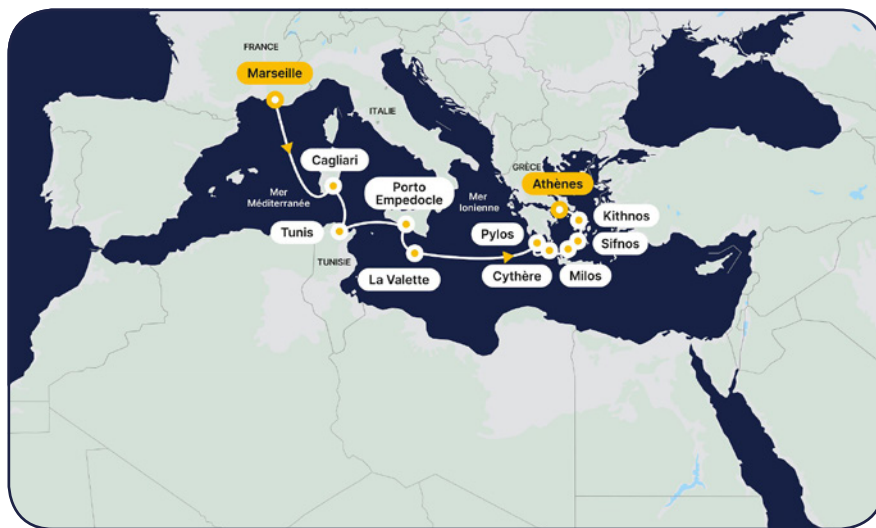 FRANCE
Marseille
ITALIE
Cagliari
Mer
Méditerranée
Porto
Empedocle
Mer
Ionienne
GRÈCE
Athènes
Kithnos
Tunis
Pylos
Sifnos
TUNISIE
La Valette
Cythère
Milos